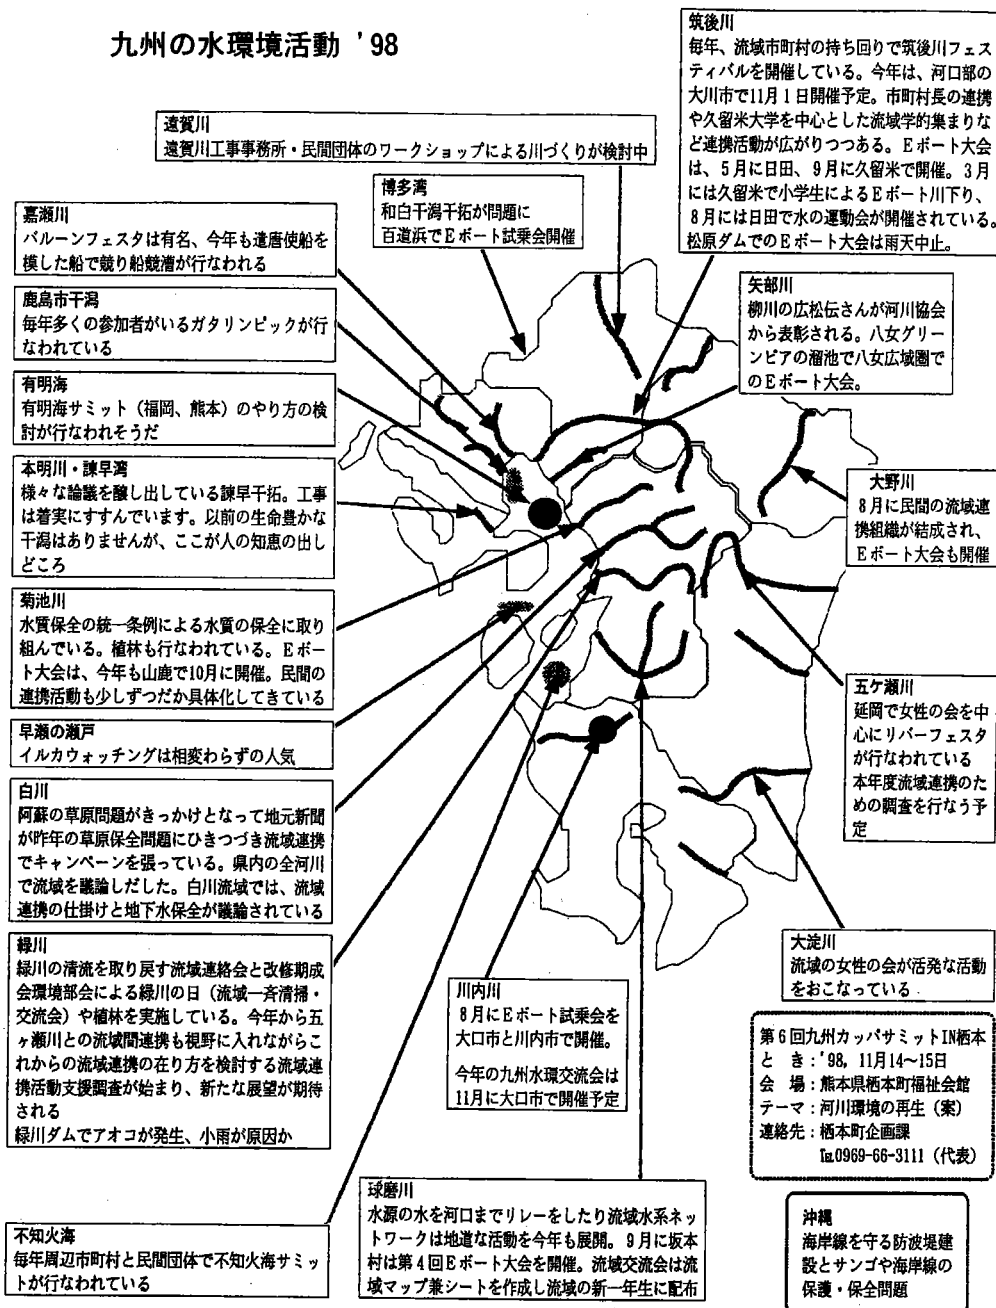 九州の水環境活動 '98
筑後川
毎年、流域市町村の持ち回りで筑後川フェス
ティバルを開催している。今年は、河口部の
大川市で11月1日開催予定。市町村長の連携
や久留米大学を中心とした流域学的集まりな
ど連携活動が広がりつつある。Eボート大会
は、5月に日田、9月に久留米で開催。3月
には久留米で小学生によるEボート川下り、
8月には日田で水の運動会が開催されている。
松原ダムでのEボート大会は雨天中止。
遠賀川
遠賀川工事事務所・民間団体のワークショップによる川づくりが検討中
博多湾
和白干潟干拓が問題に
百道浜でEボート試乗会開催
嘉瀬川
バルーンフェスタは有名、今年も遣唐使船を
模した船で競り船競漕が行なわれる
鹿島市干潟
毎年多くの参加者がいるガタリンピックが行
なわれている
矢部川
柳川の広松伝さんが河川協会
から表彰される。八女グリー
ンピアの溜池で八女広域圏で
のEボート大会。
有明海
有明海サミット（福岡、熊本）のやり方の検
討が行なわれそうだ
本明川・諫早湾
様々な論議を醸し出している諫早干拓。工事
は着実にすすんでいます。以前の生命豊かな
干潟はありませんが、ここが人の知恵の出し
どころ
大野川
8月に民間の流域連
携組織が結成され、
Eボート大会も開催
菊池川
水質保全の統一条例による水質の保全に取り
組んでいる。植林も行なわれている。Eボー
ト大会は、今年も山鹿で10月に開催。民間の
連携活動も少しずつだか具体化してきている
早瀬の瀬戸
イルカウォッチングは相変わらずの人気
五ケ瀬川
延岡で女性の会を中
心にリバーフェスタ
が行なわれている
本年度流域連携のた
めの調査を行なう予
定
白川
阿蘇の草原問題がきっかけとなって地元新聞
が昨年の草原保全問題にひきつづき流域連携
でキャンペーンを張っている。県内の全河川
で流域を議論しだした。白川流域では、流域
連携の仕掛けと地下水保全が議論されている
緑川
緑川の清流を取り戻す流域連絡会と改修期成
会環境部会による緑川の日（流域一斉清掃・
交流会）や植林を実施している。今年から五
ヶ瀬川との流域間連携も視野に入れながらこ
れからの流域連携の在り方を検討する流域連
携活動支援調査が始まり、新たな展望が期待
される
緑川ダムでアオコが発生、小雨が原因か
大淀川
流域の女性の会が活発な活動
をおこなっている
川内川
8月にEボート試乗会を
大口市と川内市で開催。
今年の九州水環境交流会は
11月に大口市で開催予定
第6回九州カッパサミットIN栖本
と き：'98, 11月14〜15日
会 場：熊本県栖本町福祉会館
テーマ：河川環境の再生（案）
連絡先：栖本町企画課
℡0969-66-3111（代表）
球磨川
水源の水を河口までリレーをしたり流域水系ネッ
トワークは地道な活動を今年も展開。9月に坂本
村は第4回Eボート大会を開催。流域交流会は流
域マップ兼シートを作成し流域の新一年生に配布
不知火海
毎年周辺市町村と民間団体で不知火海サミッ
トが行なわれている
沖縄
海岸線を守る防波堤建
設とサンゴや海岸線の
保護・保全問題